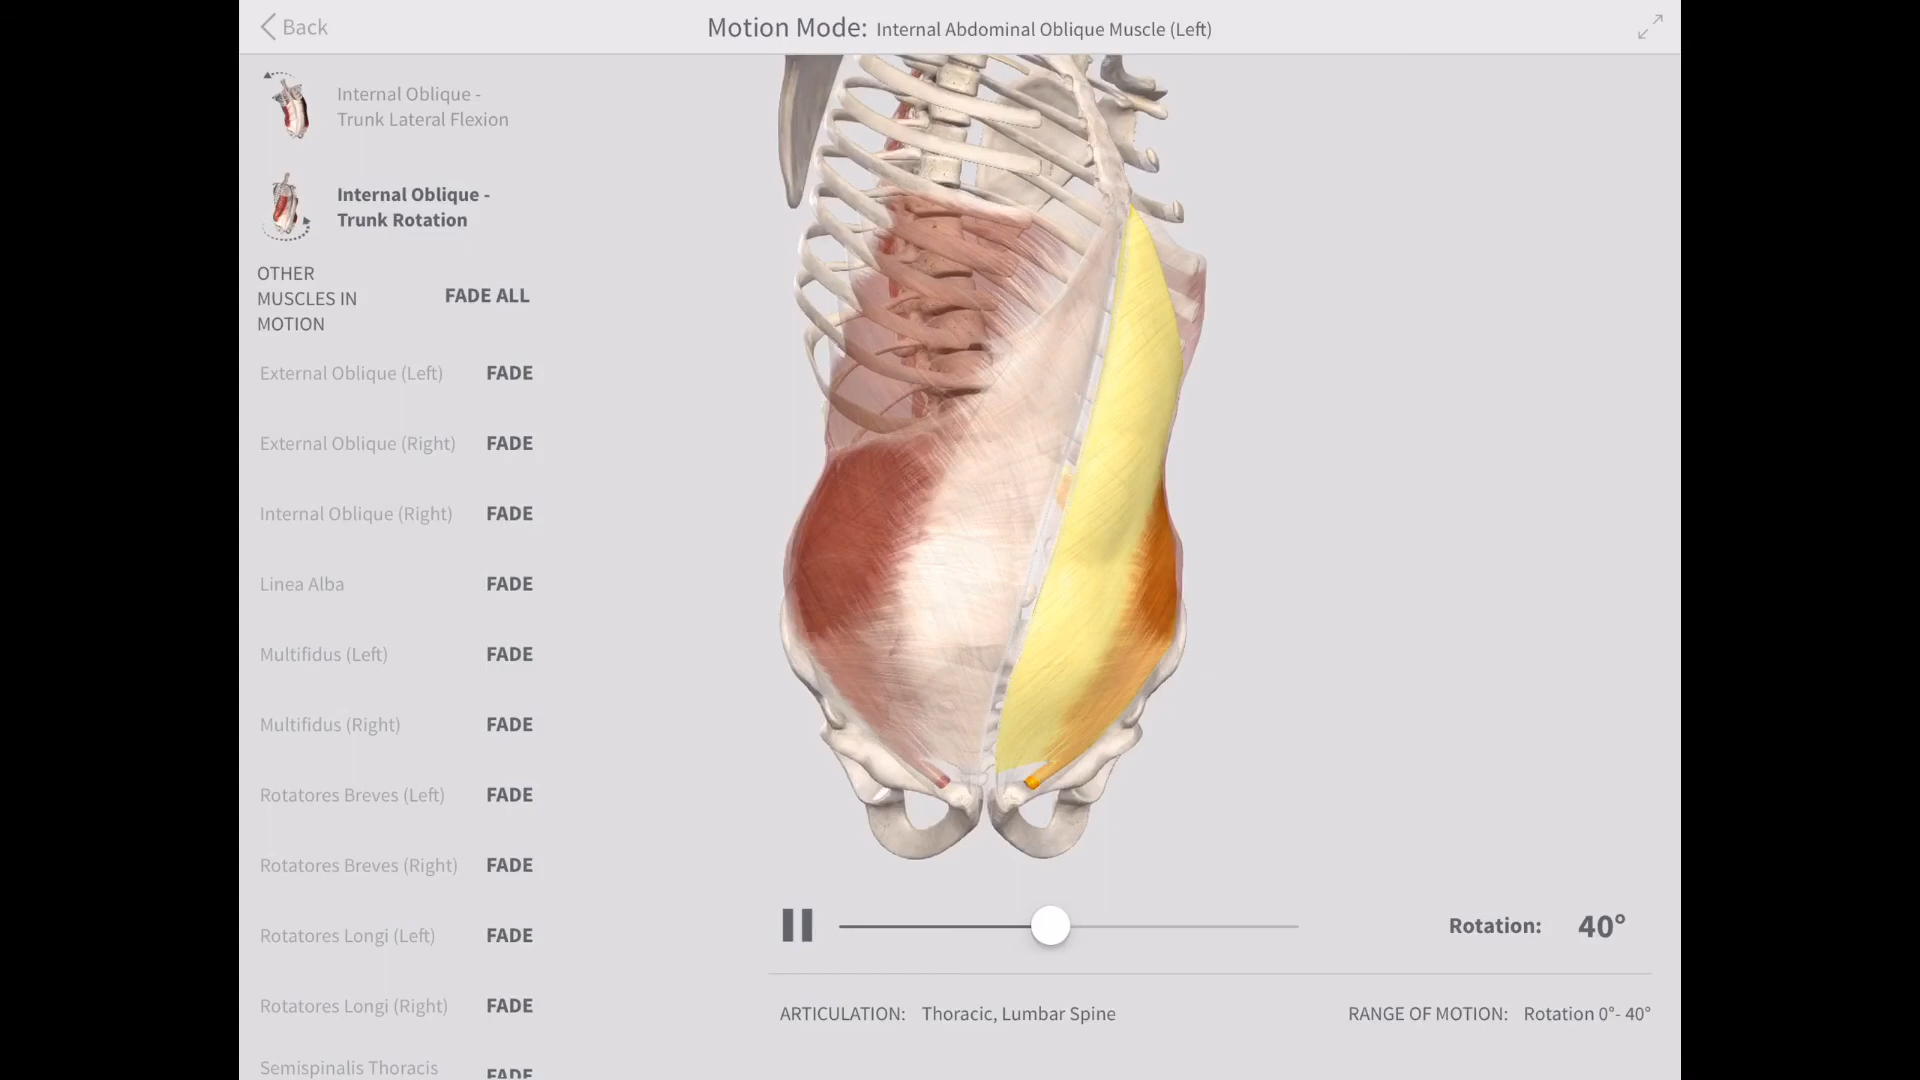 Back
Motion Mode: Internal Abdominal Oblique Muscle (Left)
Internal Oblique -
Trunk Lateral Flexion
Internal Oblique -
Trunk Rotation
OTHER
MUSCLES IN
MOTION
FADE ALL
External Oblique (Left) FADE
External Oblique (Right) FADE
Internal Oblique (Right) FADE
Linea Alba FADE
Multifidus (Left) FADE
Multifidus (Right) FADE
Rotatores Breves (Left) FADE
Rotatores Breves (Right) FADE
Rotatores Longi (Left) FADE
Rotatores Longi (Right) FADE
Semispinalis Thoracis FADE
Rotation: 40°
ARTICULATION: Thoracic, Lumbar Spine
RANGE OF MOTION: Rotation 0°- 40°